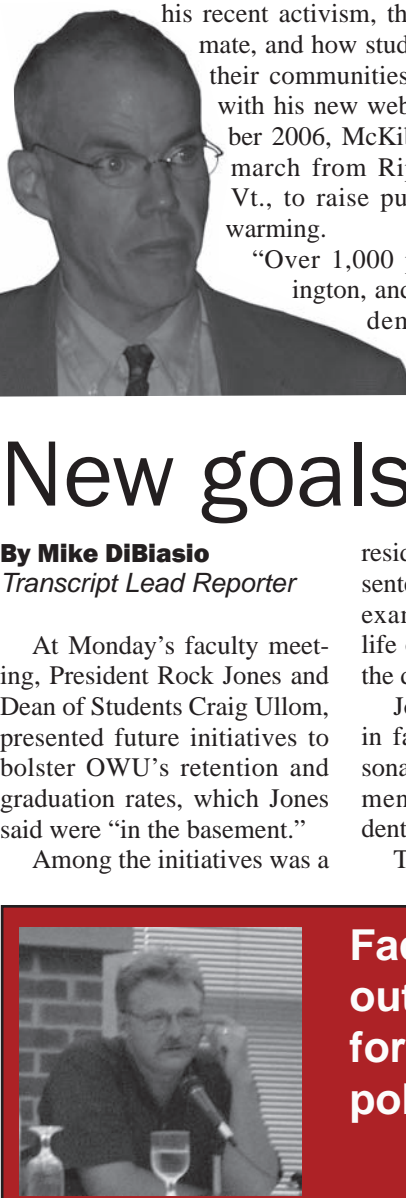 his recent activism, th
mate, and how stud
their communities
with his new web
ber 2006, McKib
march from Rip
Vt., to raise pu
warming.
“Over 1,000 p
ington, and
dem
New goals
By Mike DiBiasio
Transcript Lead Reporter
At Monday’s faculty meet-
ing, President Rock Jones and
Dean of Students Craig Ullom,
presented future initiatives to
bolster OWU’s retention and
graduation rates, which Jones
said were “in the basement.”
Among the initiatives was a
resid
sente
exam
life
the d
Jo
in fa
sona
men
dent
T
Fac
out
for
pol